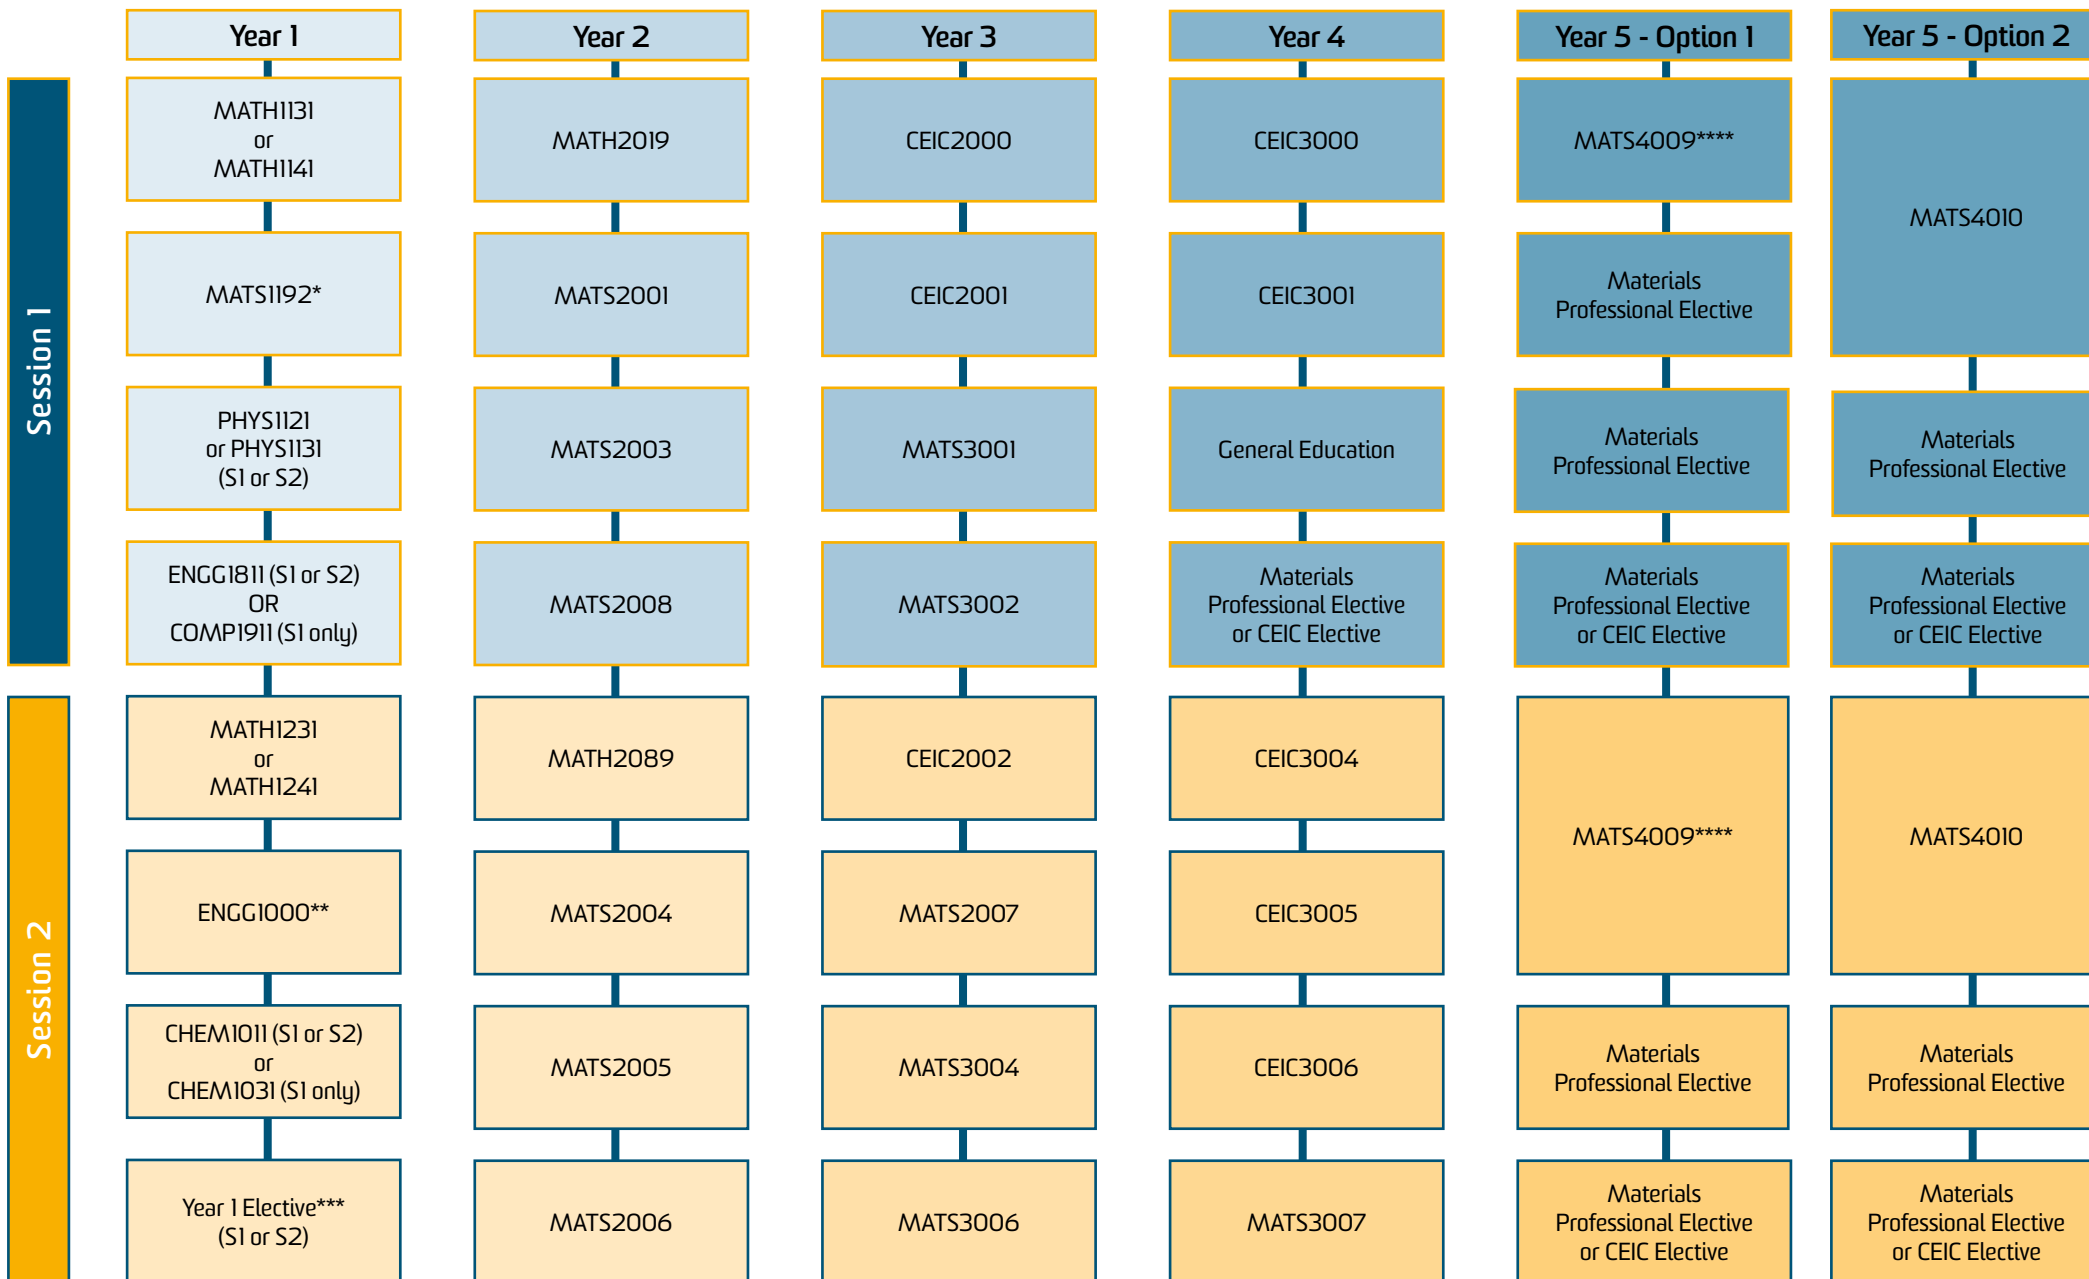 Year 1
Year 2
Year 3
Year 4
Year 5 - Option 1
Year 5 - Option 2
Session 1
MATH1131
or
MATH1141
MATH2019
CEIC2000
CEIC3000
MATS4009****
MATS4010
MATS1192*
MATS2001
CEIC2001
CEIC3001
Materials
Professional Elective
PHYS1121
or PHYS1131
(S1 or S2)
MATS2003
MATS3001
General Education
Materials
Professional Elective
Materials
Professional Elective
ENGG1811 (S1 or S2)
OR
COMP1911 (S1 only)
MATS2008
MATS3002
Materials
Professional Elective
or CEIC Elective
Materials
Professional Elective
or CEIC Elective
Materials
Professional Elective
or CEIC Elective
Session 2
MATH1231
or
MATH1241
MATH2089
CEIC2002
CEIC3004
MATS4009****
MATS4010
ENGG1000**
MATS2004
MATS2007
CEIC3005
CHEM1011 (S1 or S2)
or
CHEM1031 (S1 only)
MATS2005
MATS3004
CEIC3006
Materials
Professional Elective
Materials
Professional Elective
Year 1 Elective***
(S1 or S2)
MATS2006
MATS3006
MATS3007
Materials
Professional Elective
or CEIC Elective
Materials
Professional Elective
or CEIC Elective